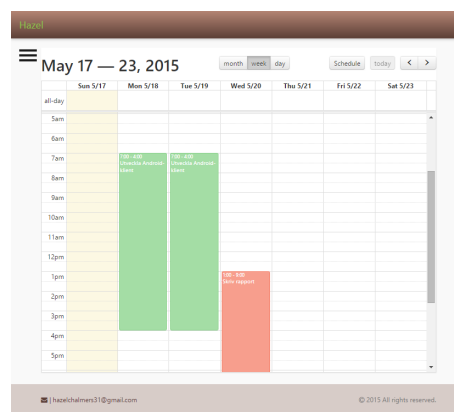 Hazel
May 17 — 23, 2015
month week day
Schedule today
Sun 5/17 Mon 5/18 Tue 5/19 Wed 5/20 Thu 5/21 Fri 5/22 Sat 5/23
all-day
5am
6am
7am
7:00 - 4:00 7:00 - 4:00
Utveckla Android- Utveckla Android-
klient klient
8am
9am
10am
11am
12pm
1pm
1:00 - 9:00
Skriv rapport
2pm
3pm
4pm
5pm
| hazelchalmers31@gmail.com
© 2015 All rights reserved.